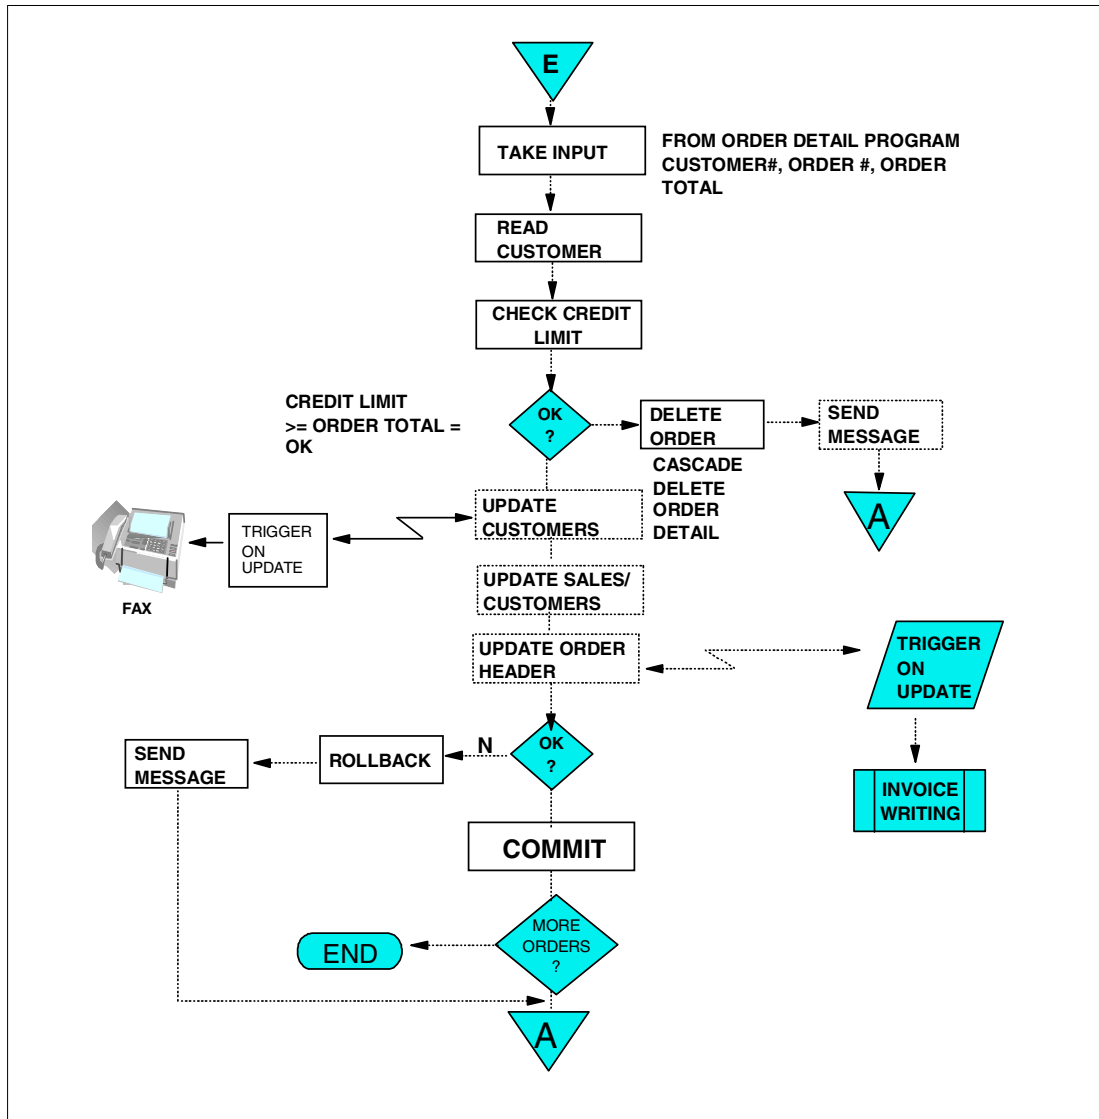 E
TAKE INPUT
FROM ORDER DETAIL PROGRAM
CUSTOMER#, ORDER #, ORDER
TOTAL
READ
CUSTOMER
CHECK CREDIT
LIMIT
CREDIT LIMIT
>= ORDER TOTAL =
OK
OK
?
DELETE
ORDER
CASCADE
DELETE
ORDER
DETAIL
SEND
MESSAGE
A
UPDATE
CUSTOMERS
TRIGGER
ON
UPDATE
FAX
UPDATE SALES/
CUSTOMERS
UPDATE ORDER
HEADER
TRIGGER
ON
UPDATE
INVOICE
WRITING
OK
?
N
ROLLBACK
SEND
MESSAGE
COMMIT
MORE
ORDERS
?
END
A